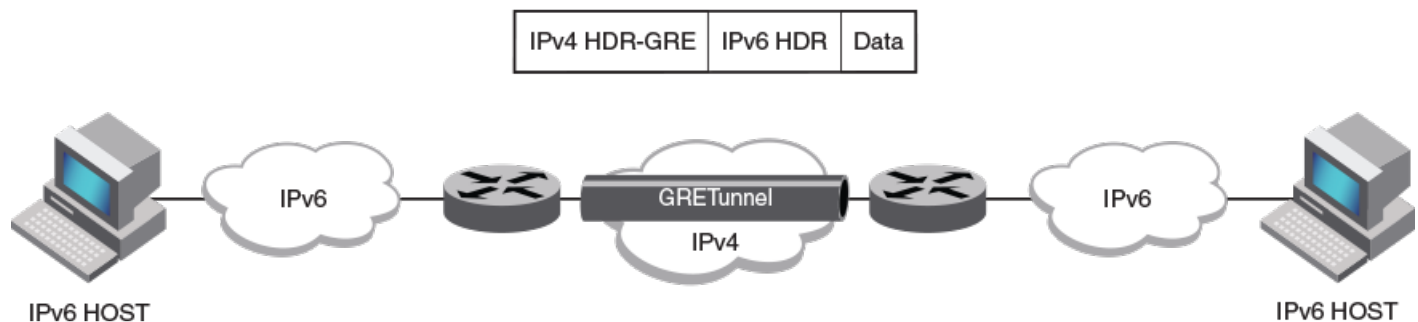 IPv4 HDR-GRE IPv6 HDR Data
IPv6 GRETunnel IPv6
IPv4
IPv6 HOST IPv6 HOST